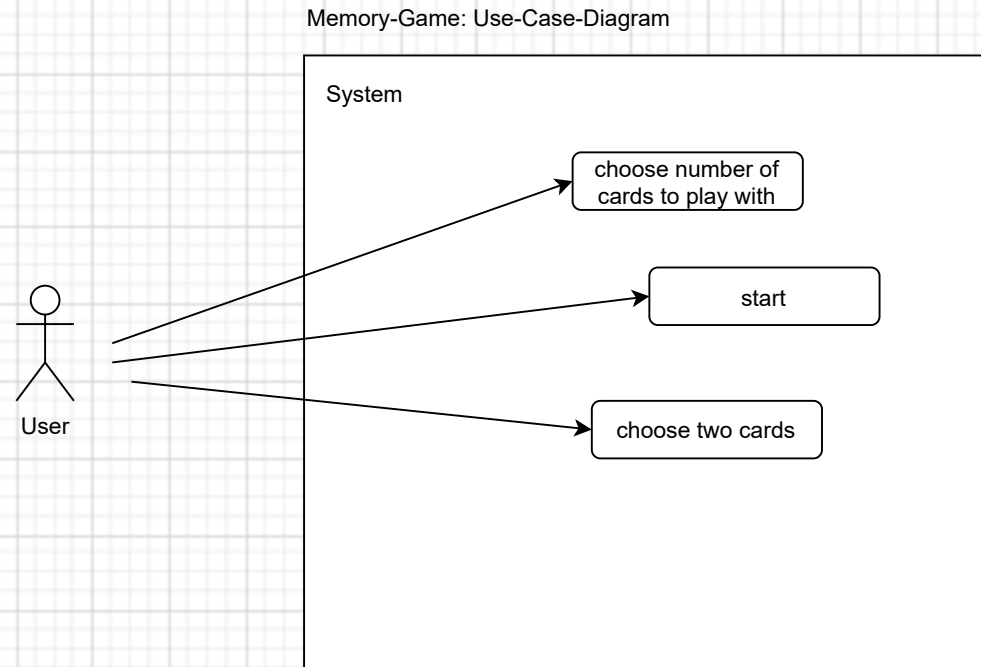 Memory-Game: Use-Case-Diagram
System
choose number of
cards to play with
start
choose two cards
User